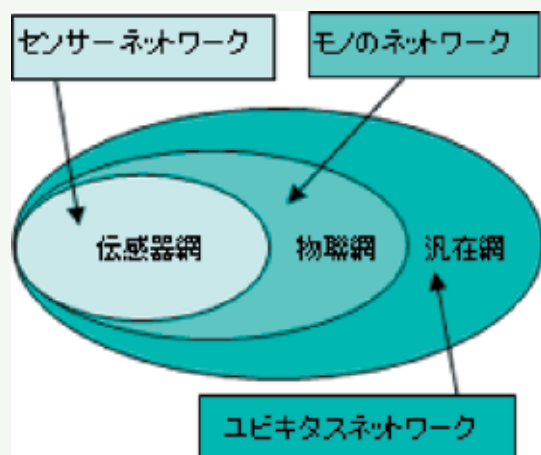 センサーネットワーク
モノのネットワーク
伝感器網
物聯網
汎在網
ユビキタスネットワーク